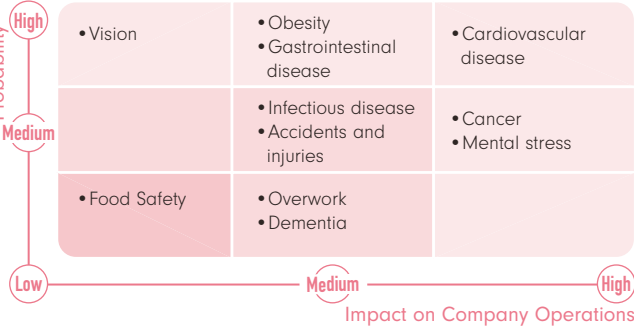 Probability
High
Medium
Low
• Vision
• Obesity
• Gastrointestinal
disease
• Cardiovascular
disease
• Infectious disease
• Accidents and
injuries
• Cancer
• Mental stress
• Food Safety
• Overwork
• Dementia
Medium
High
Impact on Company Operations